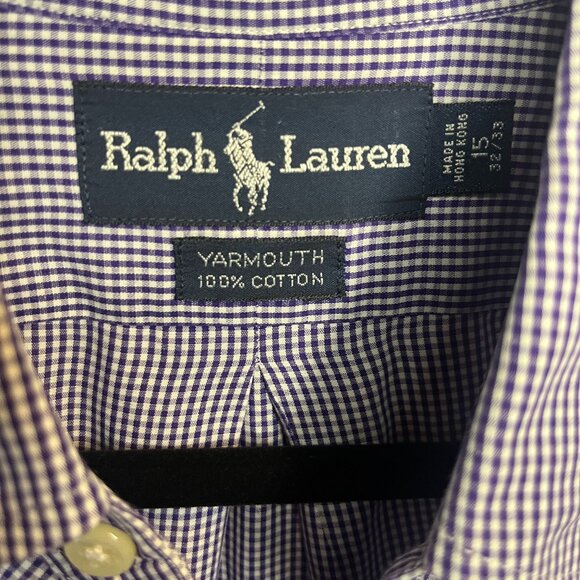 Ralph Lauren
MADE IN
HONG KONG
15
32/33
YARMOUTH
100% COTTON